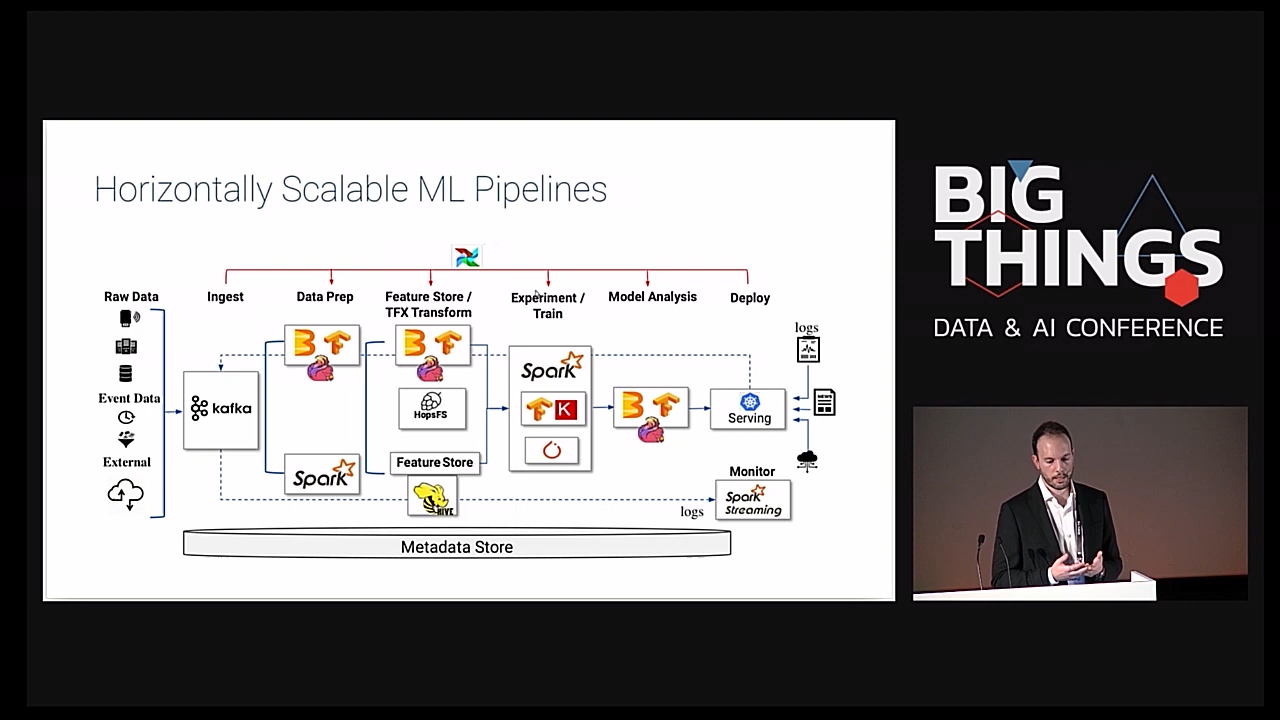 Horizontally Scalable ML Pipelines
Raw Data
Ingest
Data Prep
Feature Store /
TFX Transform
Experiment /
Train
Model Analysis
Deploy
Event Data
External
kafka
Spark
HopsFS
Feature Store
HIVE
Spark
K
Serving
logs
NEWS
Monitor
Spark
Streaming
logs
Metadata Store
BIG
THINGS
DATA & AI CONFERENCE